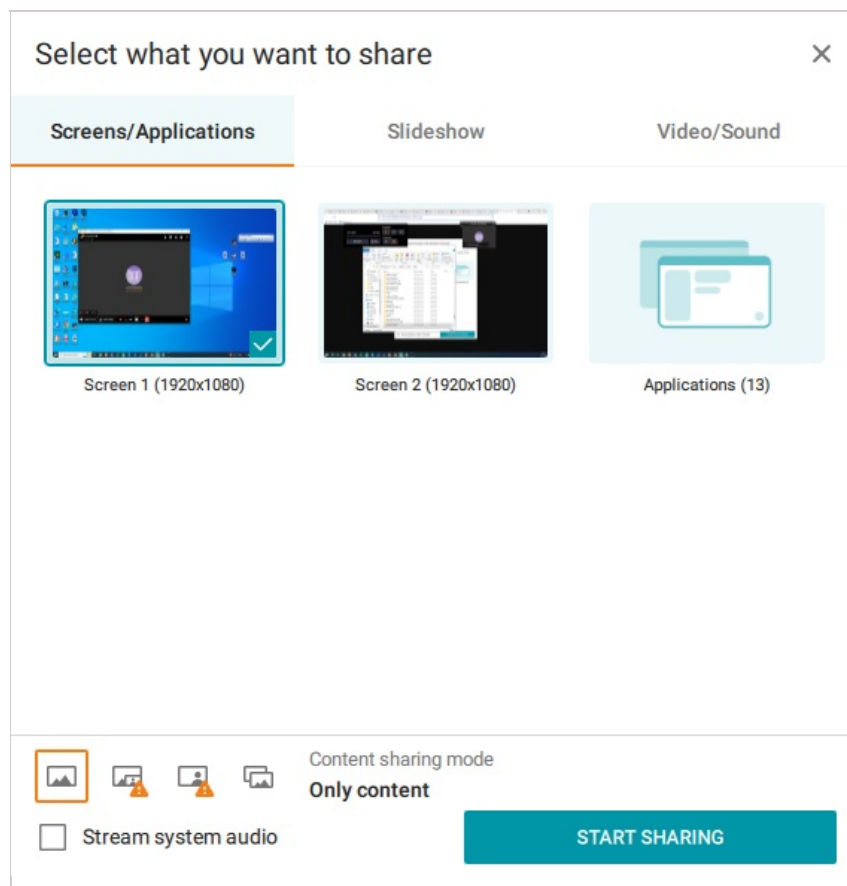 Select what you want to share
Screens/Applications
Slideshow
Video/Sound
Screen 1 (1920x1080)
Screen 2 (1920x1080)
Applications (13)
Content sharing mode
Only content
Stream system audio
START SHARING